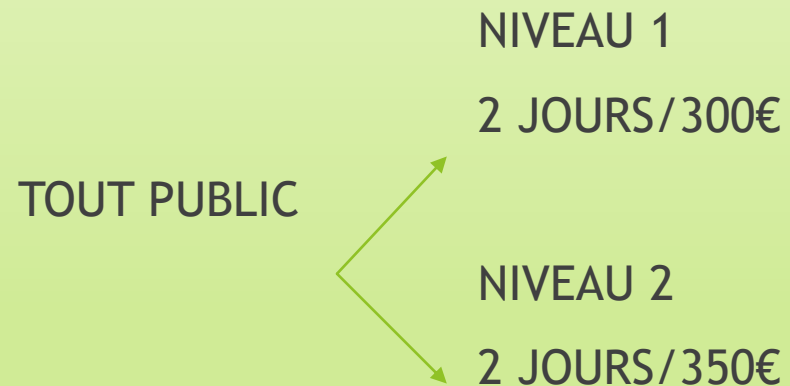 NIVEAU 1
2 JOURS/300€
TOUT PUBLIC
NIVEAU 2
2 JOURS/350€